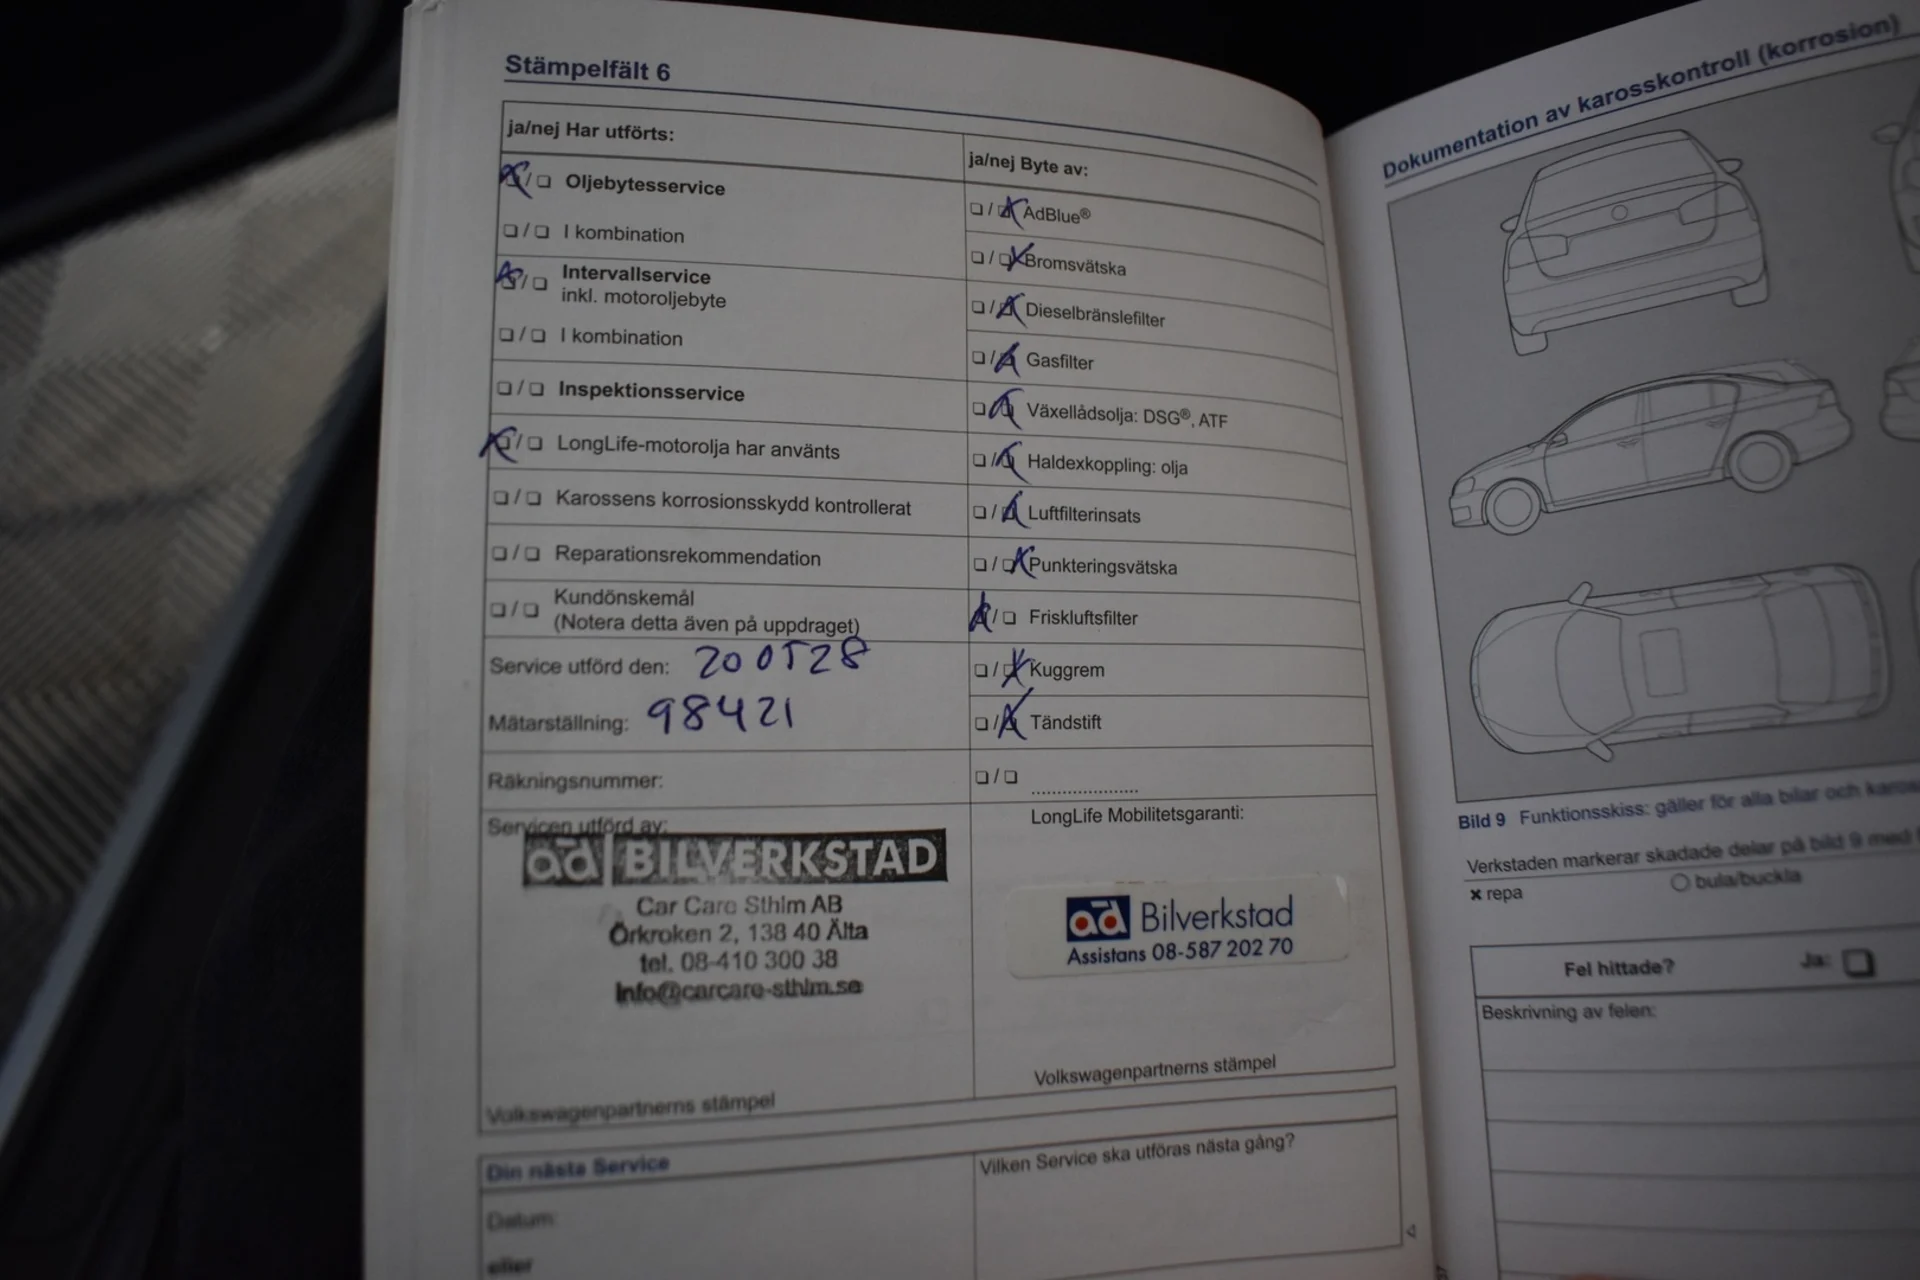 Stämpelfält 6
ja/nej Har utförts:
❑/❑ Oljebytesservice
❑/❑ I kombination
❑/❑ Intervallservice
inkl. motoroljebyte
❑/❑ I kombination
❑/❑ Inspektionsservice
❑/❑ LongLife-motorolja har använts
❑/❑ Karossens korrosionsskydd kontrollerat
❑/❑ Reparationsrekommendation
❑/❑ Kundönskemål
(Notera detta även på uppdraget)
Service utförd den: 200528
Mätarställning: 98421
Räkningsnummer:
Servicen utförd av:
ad BILVERKSTAD
Car Care Sthlm AB
Örkroken 2, 138 40 Älta
tel. 08-410 300 38
Info@carcare-sthlm.se
Volkswagenpartnerns stämpel
ja/nej Byte av:
❑/❑ AdBlue®
❑/❑ Bromsvätska
❑/❑ Dieselbränslefilter
❑/❑ Gasfilter
❑/❑ Växellådsolja: DSG®, ATF
❑/❑ Haldexkoppling: olja
❑/❑ Luftfilterinsats
❑/❑ Punkteringsvätska
❑/❑ Friskluftsfilter
❑/❑ Kuggrem
❑/❑ Tändstift
❑/❑ .....................
LongLife Mobilitetsgaranti:
ad Bilverkstad
Assistans 08-587 202 70
Volkswagenpartnerns stämpel
Din nästa Service
Datum:
eller
Vilken Service ska utföras nästa gång?
Dokumentation av karosskontroll (korrosion)
Bild 9 Funktionsskiss: gäller för alla bilar och
Verkstaden markerar skadade delar på bild 9 med
✗ repa ○ bula/buckla
Fel hittade? Ja: ❑
Beskrivning av felen: